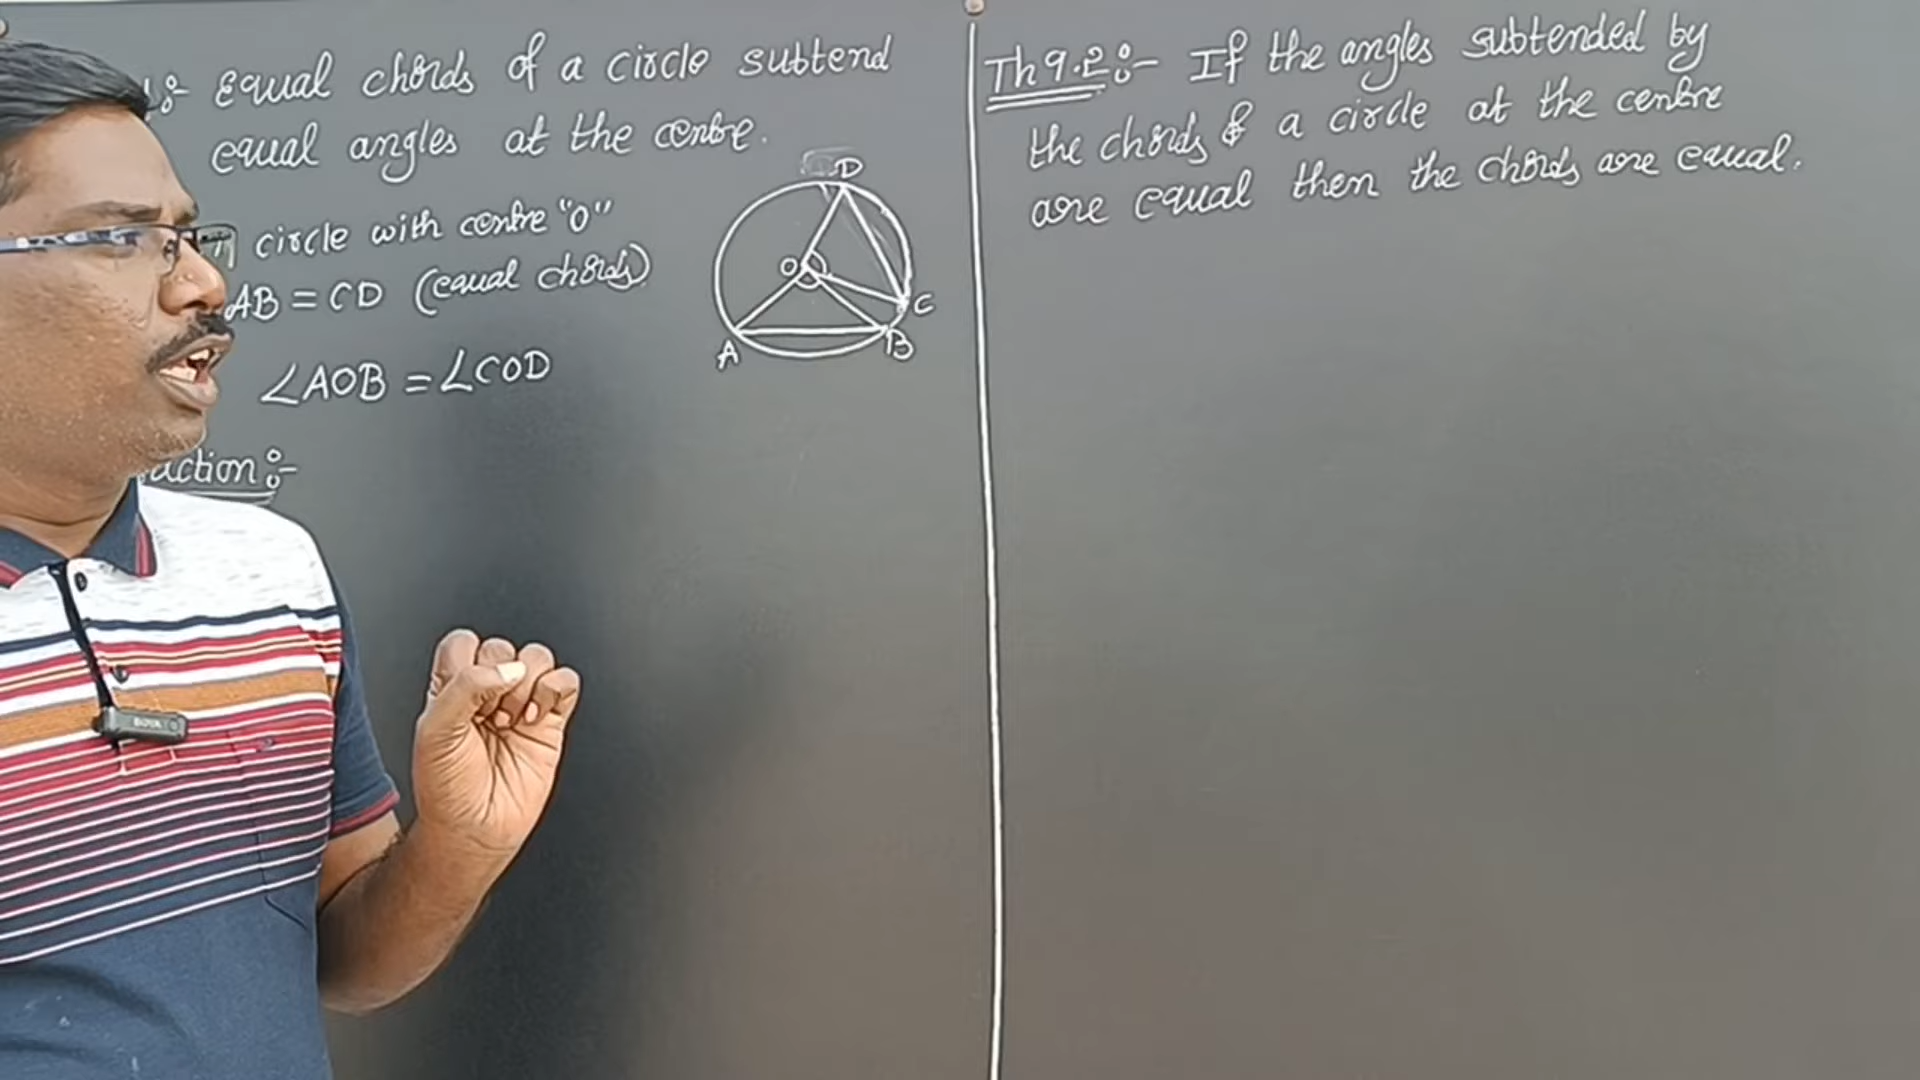 1:- Equal chords of a circle subtend
equal angles at the centre.
circle with centre "O"
AB = CD (equal chords)
∠AOB = ∠COD
uction:-
D
O
C
A
B
Th 9.2:- If the angles subtended by
the chords of a circle at the centre
are equal then the chords are equal.
BOYA